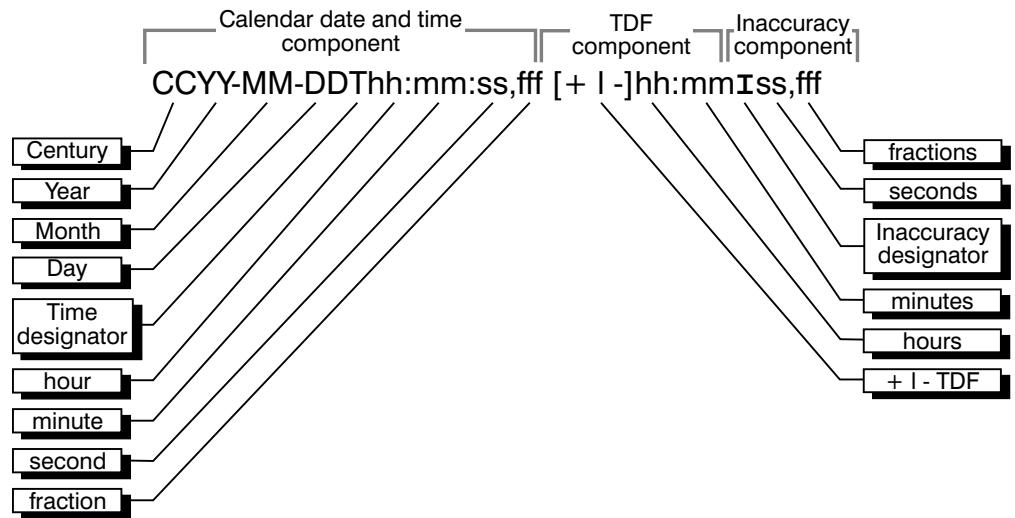 Calendar date and time
component
TDF
component
Inaccuracy
component
CCYY-MM-DDThh:mm:ss,fff [+ I -]hh:mmIss,fff
Century
Year
Month
Day
Time
designator
hour
minute
second
fraction
fractions
seconds
Inaccuracy
designator
minutes
hours
+ I - TDF